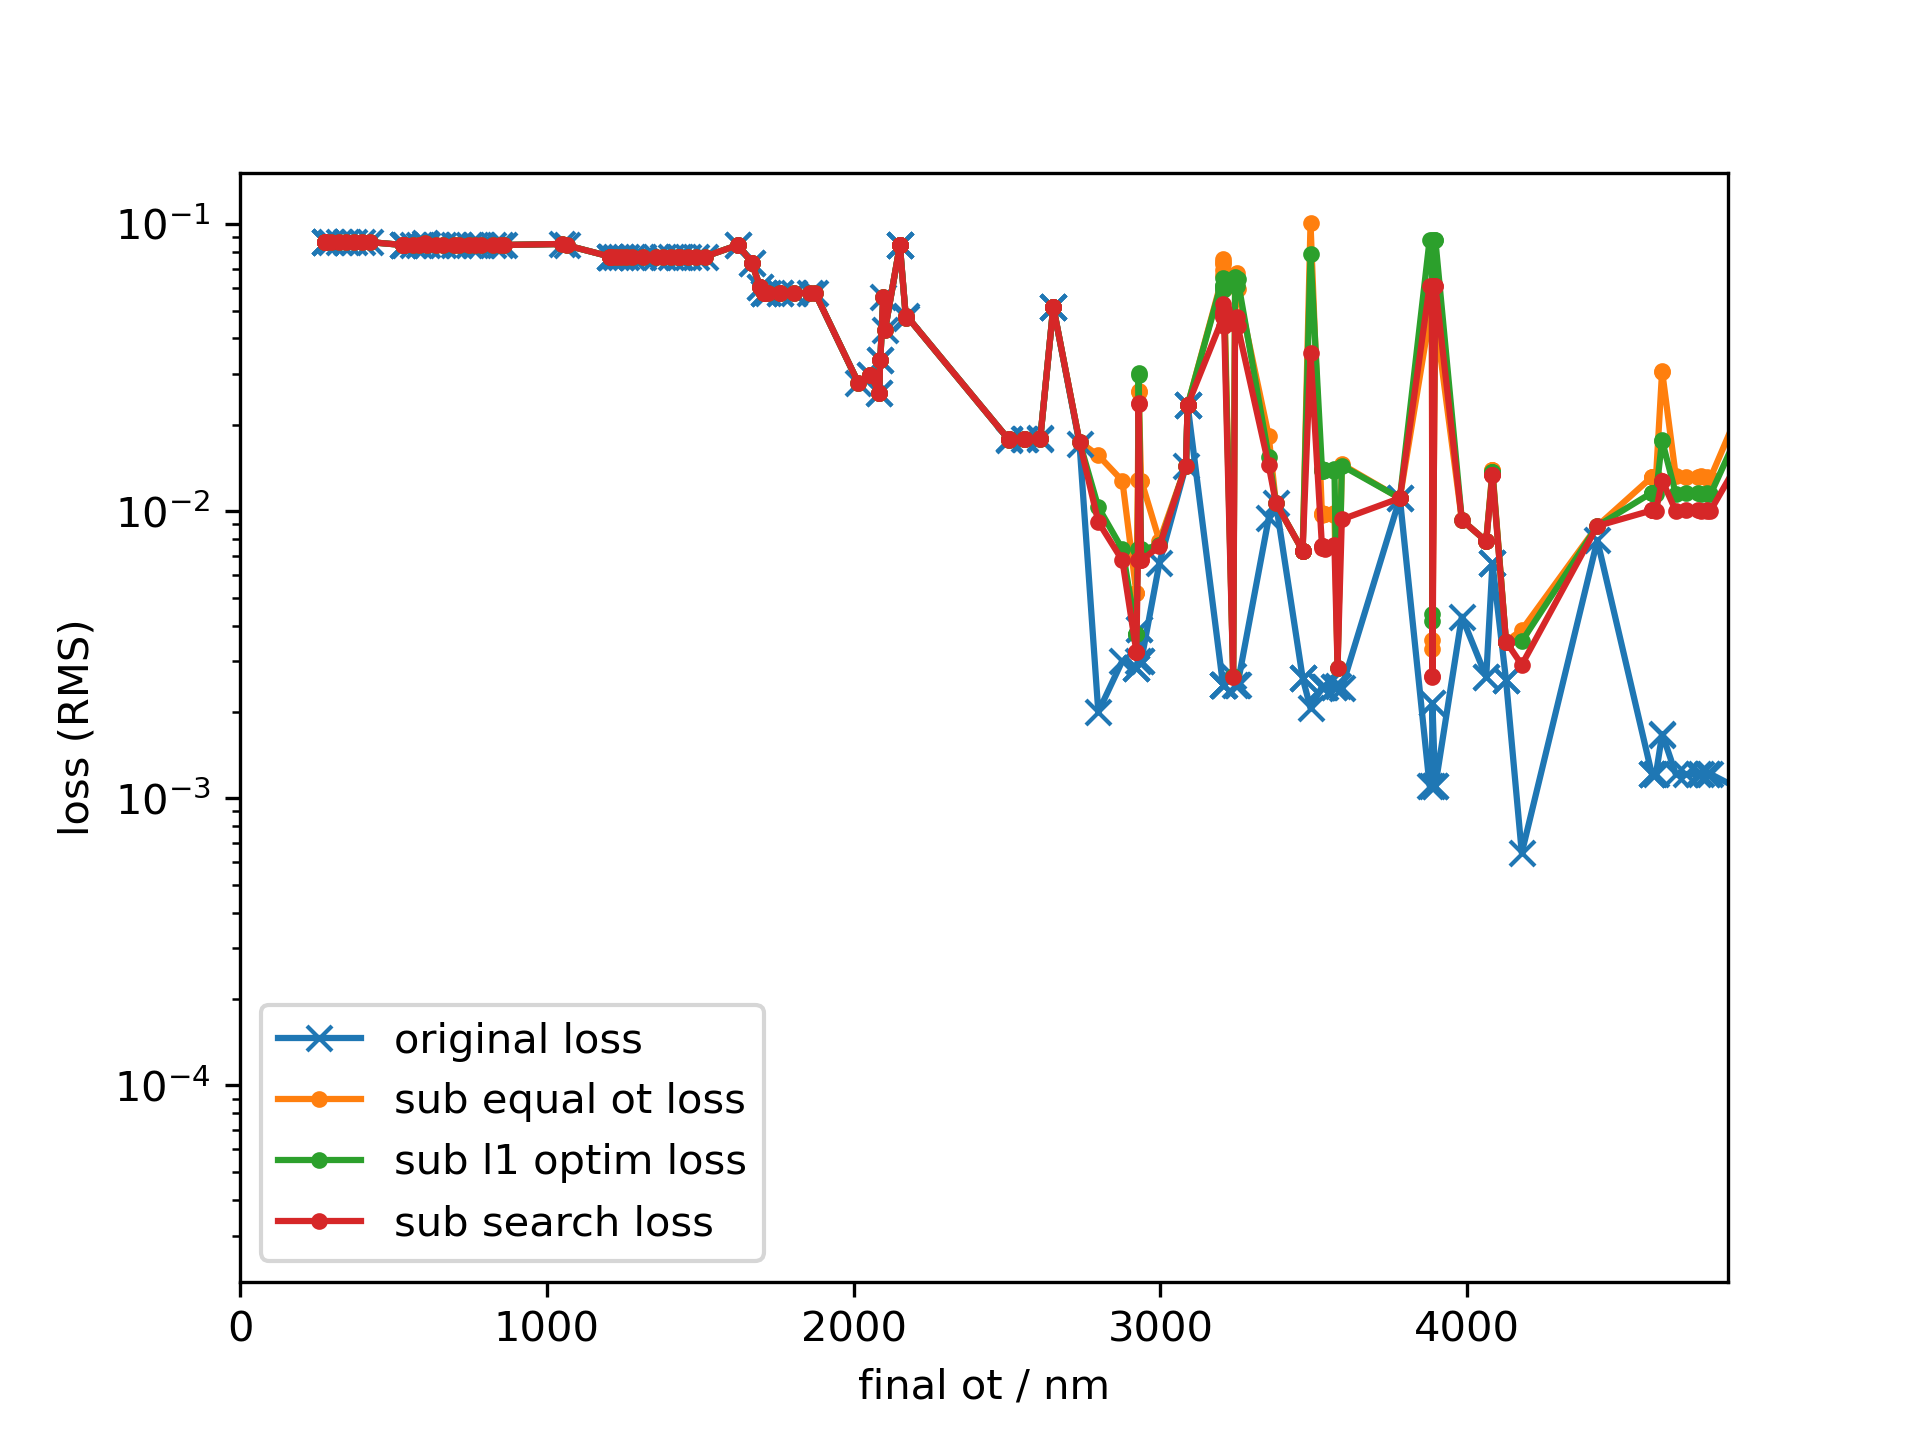 10⁻¹
10⁻²
10⁻³
10⁻⁴
loss (RMS)
original loss
sub equal ot loss
sub l1 optim loss
sub search loss
0 1000 2000 3000 4000
final ot / nm